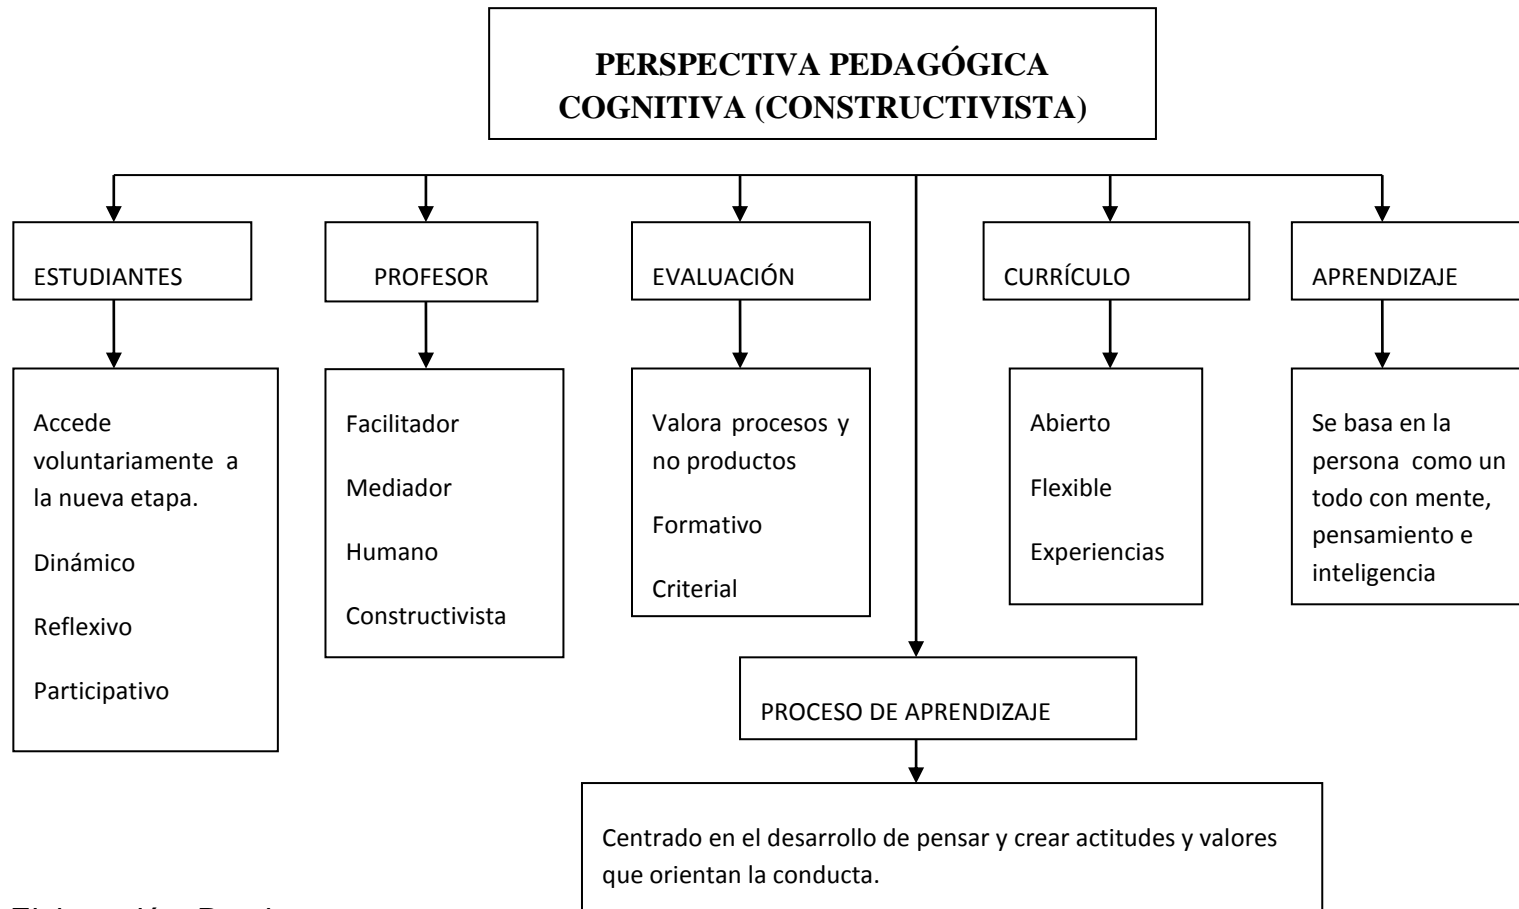 PERSPECTIVA PEDAGÓGICA
COGNITIVA (CONSTRUCTIVISTA)
ESTUDIANTES
PROFESOR
EVALUACIÓN
CURRÍCULO
APRENDIZAJE
Accede
voluntariamente a
la nueva etapa.
Dinámico
Reflexivo
Participativo
Facilitador
Mediador
Humano
Constructivista
Valora procesos y
no productos
Formativo
Criterial
Abierto
Flexible
Experiencias
Se basa en la
persona como un
todo con mente,
pensamiento e
inteligencia
PROCESO DE APRENDIZAJE
Centrado en el desarrollo de pensar y crear actitudes y valores
que orientan la conducta.